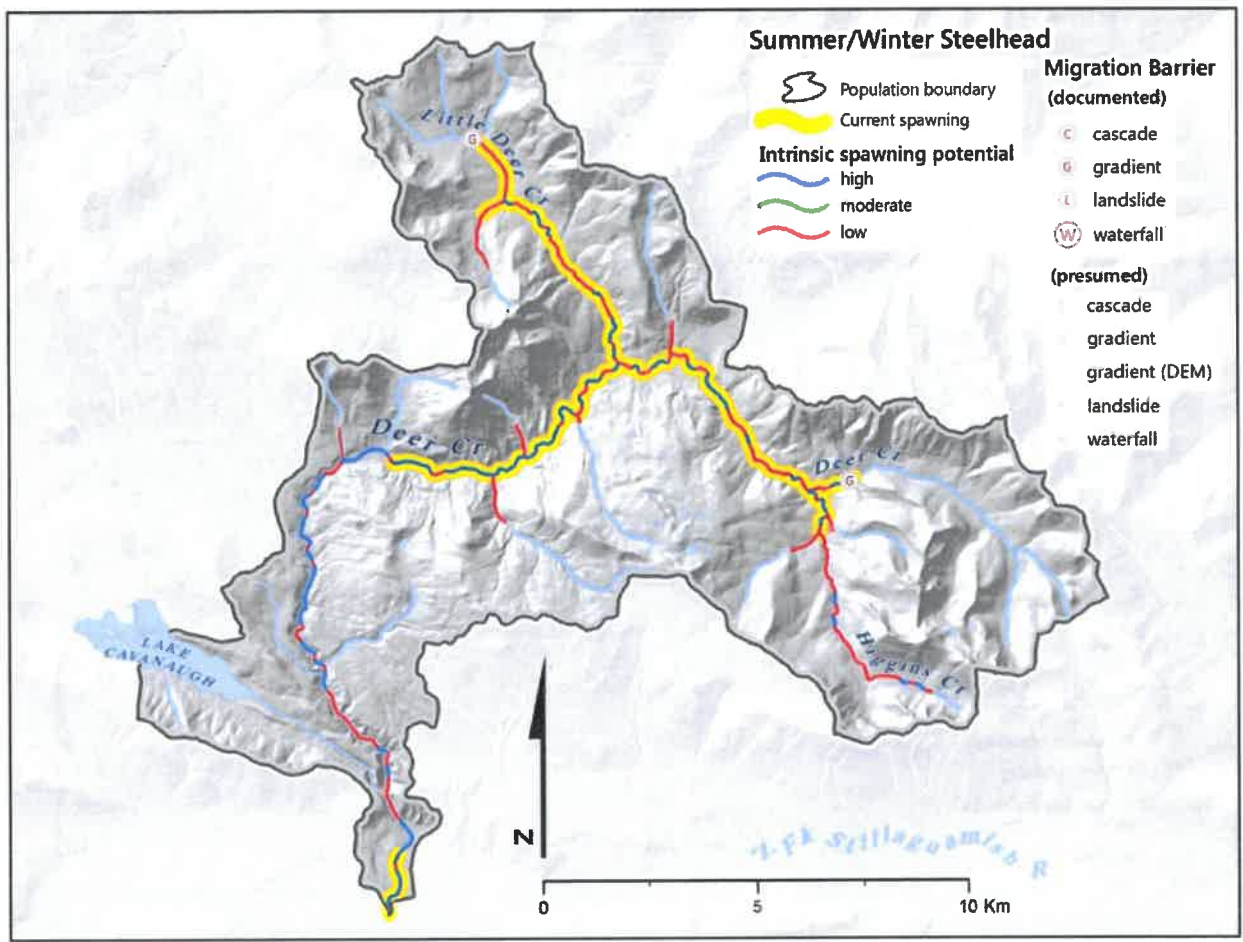 Summer/Winter Steelhead
Population boundary
Current spawning
Intrinsic spawning potential
high
moderate
low
Migration Barrier
(documented)
C cascade
G gradient
L landslide
W waterfall
(presumed)
cascade
gradient
gradient (DEM)
landslide
waterfall
Little Deer Cr
G
Deer Cr
Deer Cr
G
Higgins Cr
LAKE
CAVANAUGH
N
Fk Stillaguamish R
0 5 10 Km